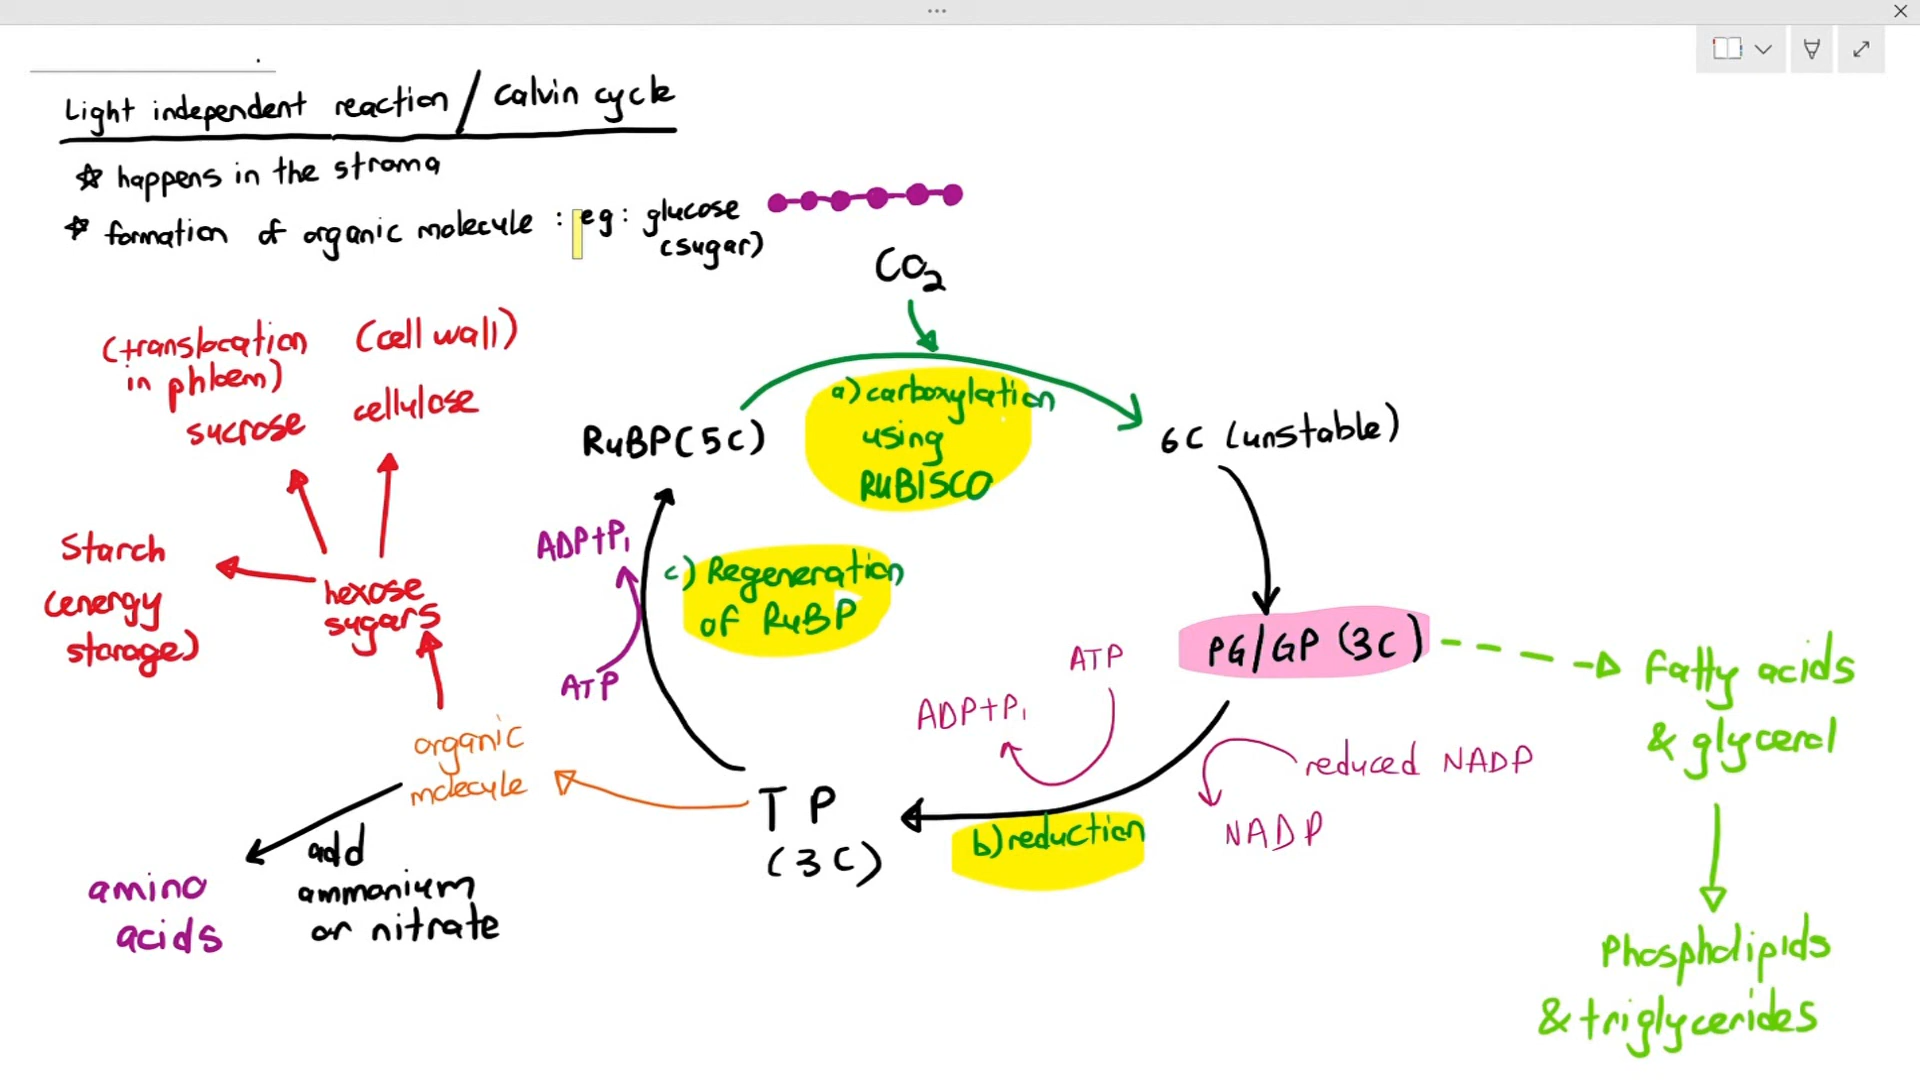 Light independent reaction / Calvin cycle
☆ happens in the stroma
☆ formation of organic molecule : eg : glucose
(sugar)
CO₂
(translocation
in phloem)
sucrose
(cell wall)
cellulose
a) carboxylation
using
RUBISCO
RuBP (5C)
6C (unstable)
Starch
(energy
storage)
hexose
sugars
ADP+Pi
ATP
c) Regeneration
of RuBP
PG/GP (3C)
Fatty acids
& glycerol
ATP
ADP+Pi
reduced NADP
NADP
organic
molecule
TP
(3C)
b) reduction
add
ammonium
or nitrate
amino
acids
Phospholipids
& triglycerides